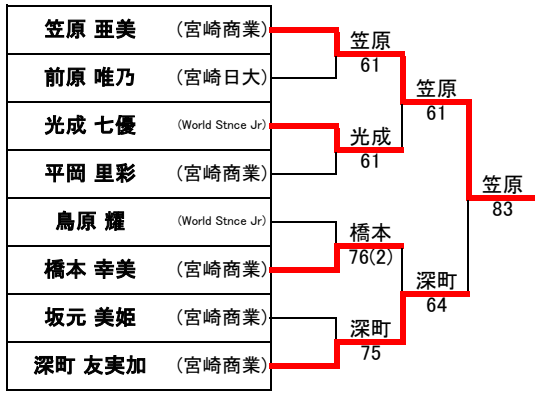 笠原 亜美 (宮崎商業)
前原 唯乃 (宮崎日大)
光成 七優 (World Stnce Jr)
平岡 里彩 (宮崎商業)
鳥原 耀 (World Stnce Jr)
橋本 幸美 (宮崎商業)
坂元 美姫 (宮崎商業)
深町 友実加 (宮崎商業)
笠原
61
光成
61
橋本
76(2)
深町
75
笠原
61
深町
64
笠原
83